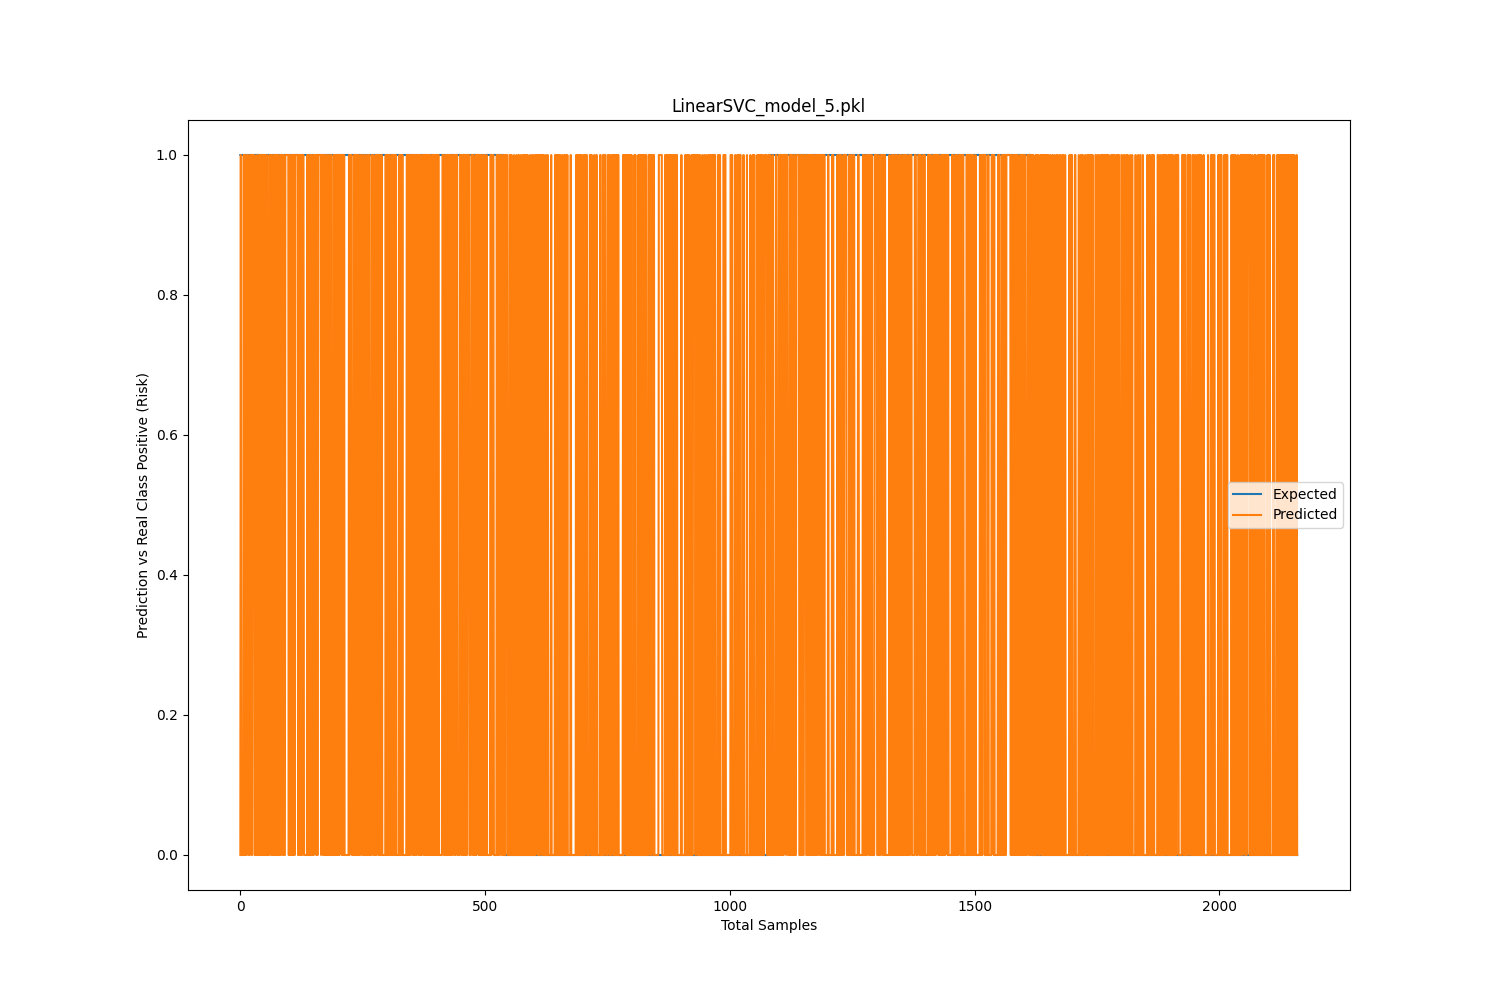 LinearSVC_model_5.pkl
1.0
0.8
0.6
0.4
0.2
0.0
Prediction vs Real Class Positive (Risk)
Expected
Predicted
0
500
1000
1500
2000
Total Samples